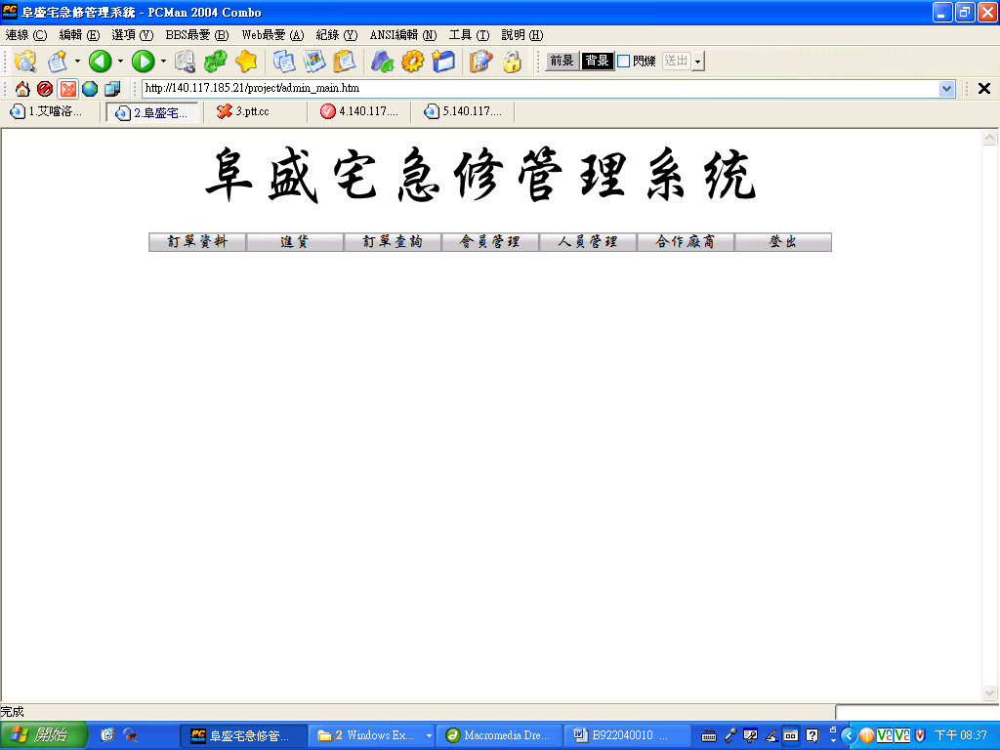 阜盛宅急修管理系統 - PCMan 2004 Combo
連線 (C) 編輯 (E) 選項 (V) BBS最愛 (B) Web最愛 (A) 紀錄 (Y) ANSI編輯 (N) 工具 (T) 說明 (H)
前景 背景 閃爍 送出
http://140.117.185.21/project/admin_main.htm
1.艾噹洛... 2.阜盛宅... 3.ptt.cc 4.140.117.... 5.140.117....
阜盛宅急修管理系統
訂單資料 進貨 訂單查詢 會員管理 人員管理 合作廠商 登出
完成
開始 阜盛宅急修管... 2 Windows Ex... Macromedia Dre... B922040010 ... 下午 08:37